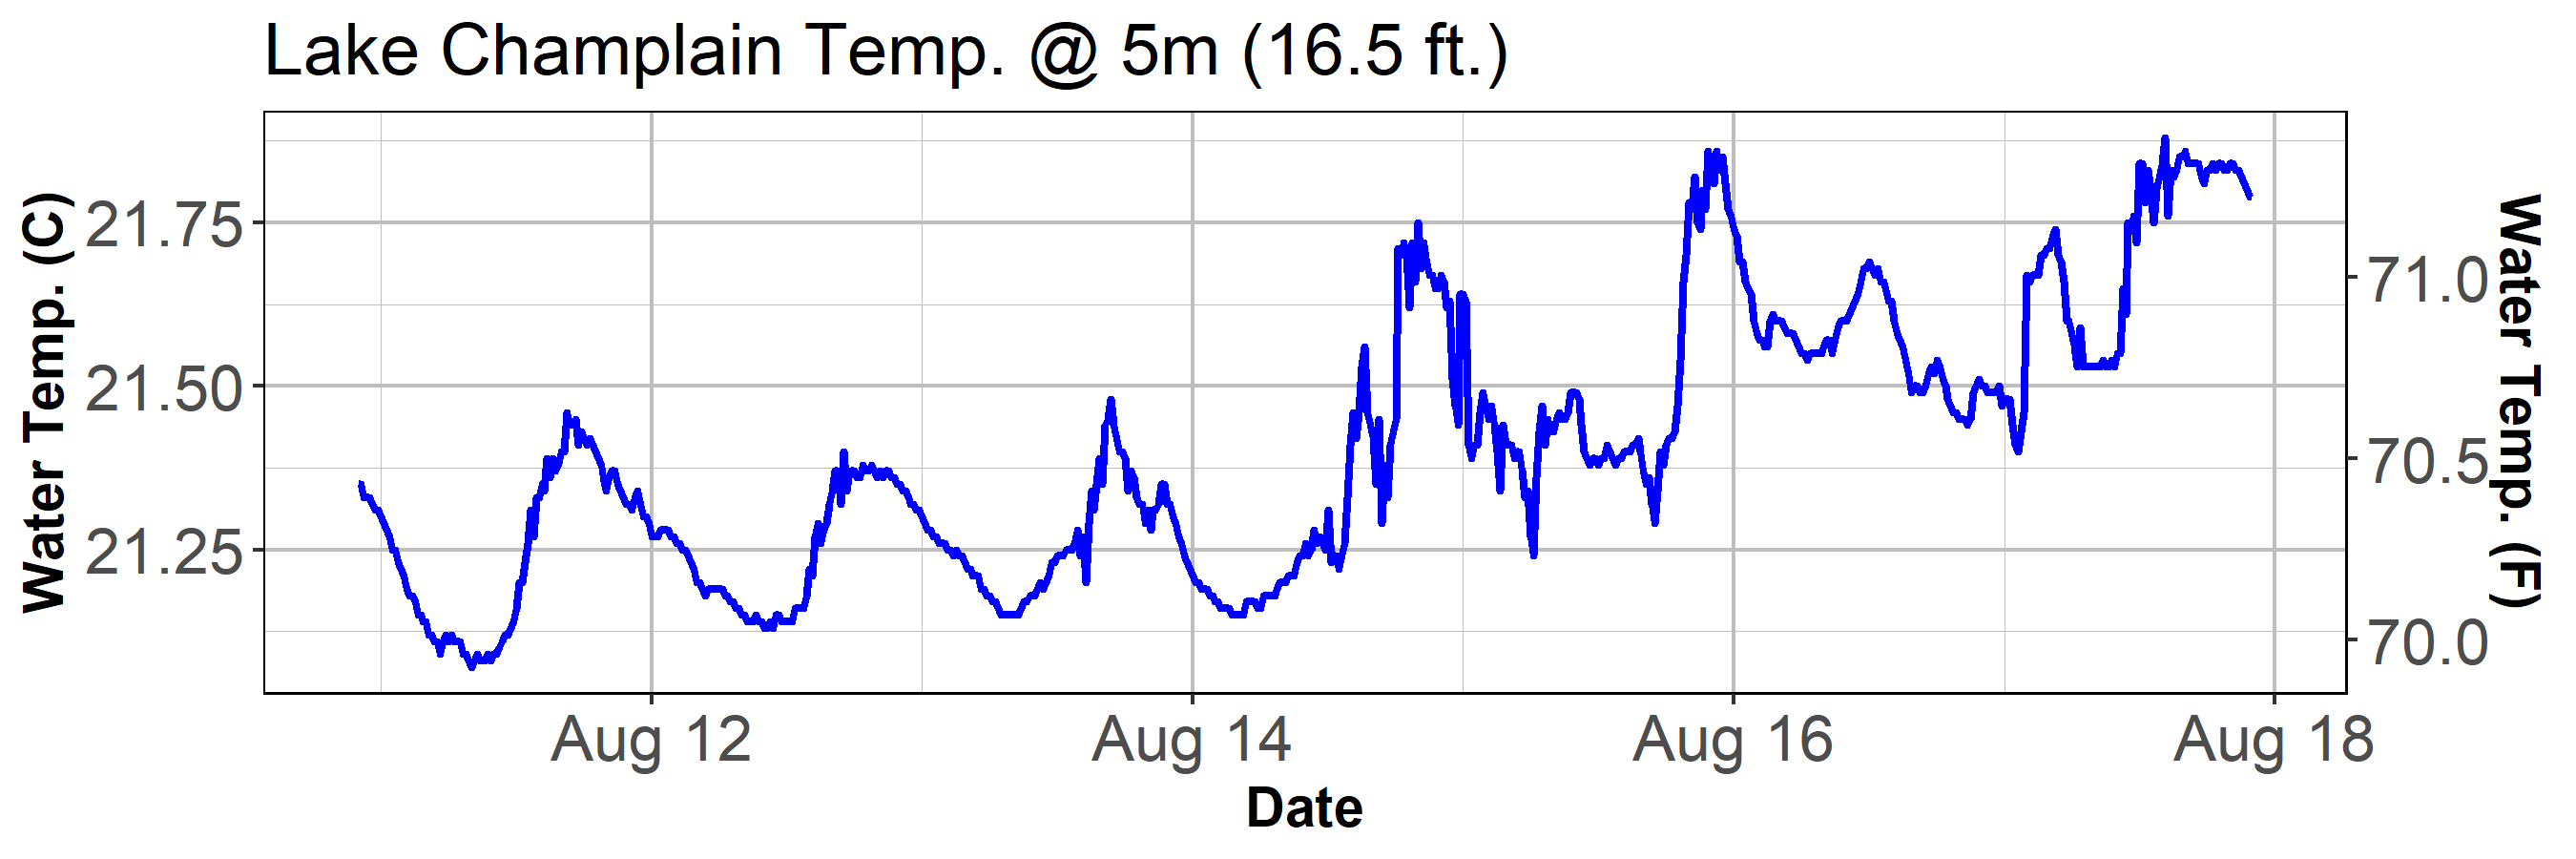 Lake Champlain Temp. @ 5m (16.5 ft.)
Water Temp. (C)
21.75
21.50
21.25
71.0
70.5
70.0
Water Temp. (F)
Aug 12
Aug 14
Aug 16
Aug 18
Date